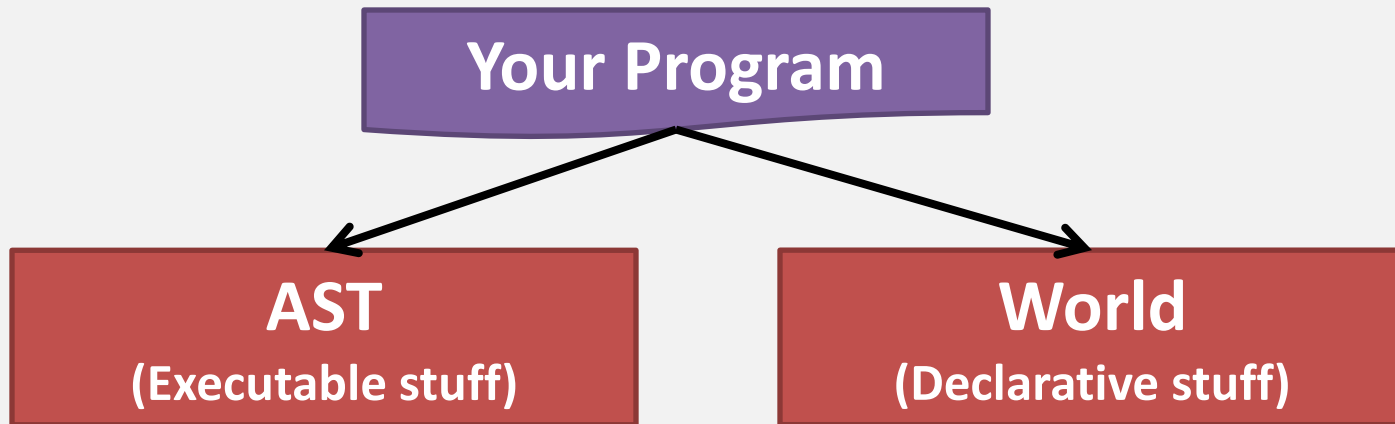 Your Program
AST
(Executable stuff)
World
(Declarative stuff)